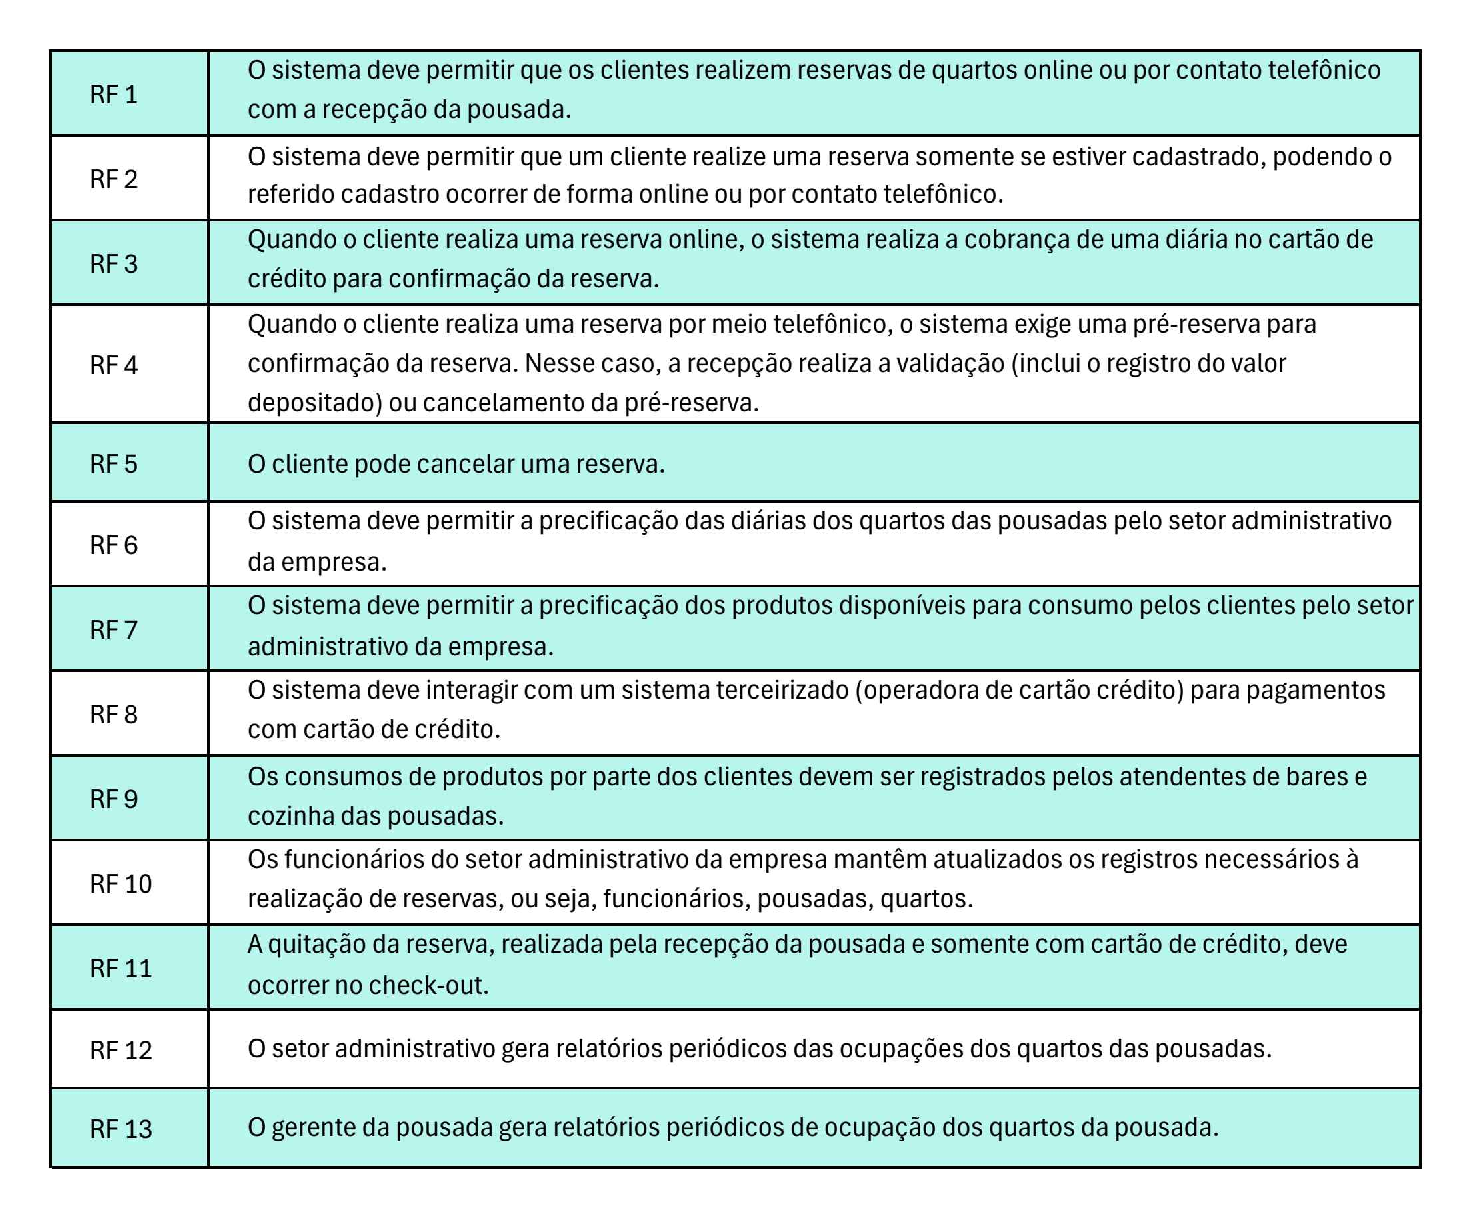 RF 1
O sistema deve permitir que os clientes realizem reservas de quartos online ou por contato telefônico
com a recepção da pousada.
RF 2
O sistema deve permitir que um cliente realize uma reserva somente se estiver cadastrado, podendo o
referido cadastro ocorrer de forma online ou por contato telefônico.
RF 3
Quando o cliente realiza uma reserva online, o sistema realiza a cobrança de uma diária no cartão de
crédito para confirmação da reserva.
RF 4
Quando o cliente realiza uma reserva por meio telefônico, o sistema exige uma pré-reserva para
confirmação da reserva. Nesse caso, a recepção realiza a validação (inclui o registro do valor
depositado) ou cancelamento da pré-reserva.
RF 5
O cliente pode cancelar uma reserva.
RF 6
O sistema deve permitir a precificação das diárias dos quartos das pousadas pelo setor administrativo
da empresa.
RF 7
O sistema deve permitir a precificação dos produtos disponíveis para consumo pelos clientes pelo setor
administrativo da empresa.
RF 8
O sistema deve interagir com um sistema terceirizado (operadora de cartão crédito) para pagamentos
com cartão de crédito.
RF 9
Os consumos de produtos por parte dos clientes devem ser registrados pelos atendentes de bares e
cozinha das pousadas.
RF 10
Os funcionários do setor administrativo da empresa mantêm atualizados os registros necessários à
realização de reservas, ou seja, funcionários, pousadas, quartos.
RF 11
A quitação da reserva, realizada pela recepção da pousada e somente com cartão de crédito, deve
ocorrer no check-out.
RF 12
O setor administrativo gera relatórios periódicos das ocupações dos quartos das pousadas.
RF 13
O gerente da pousada gera relatórios periódicos de ocupação dos quartos da pousada.